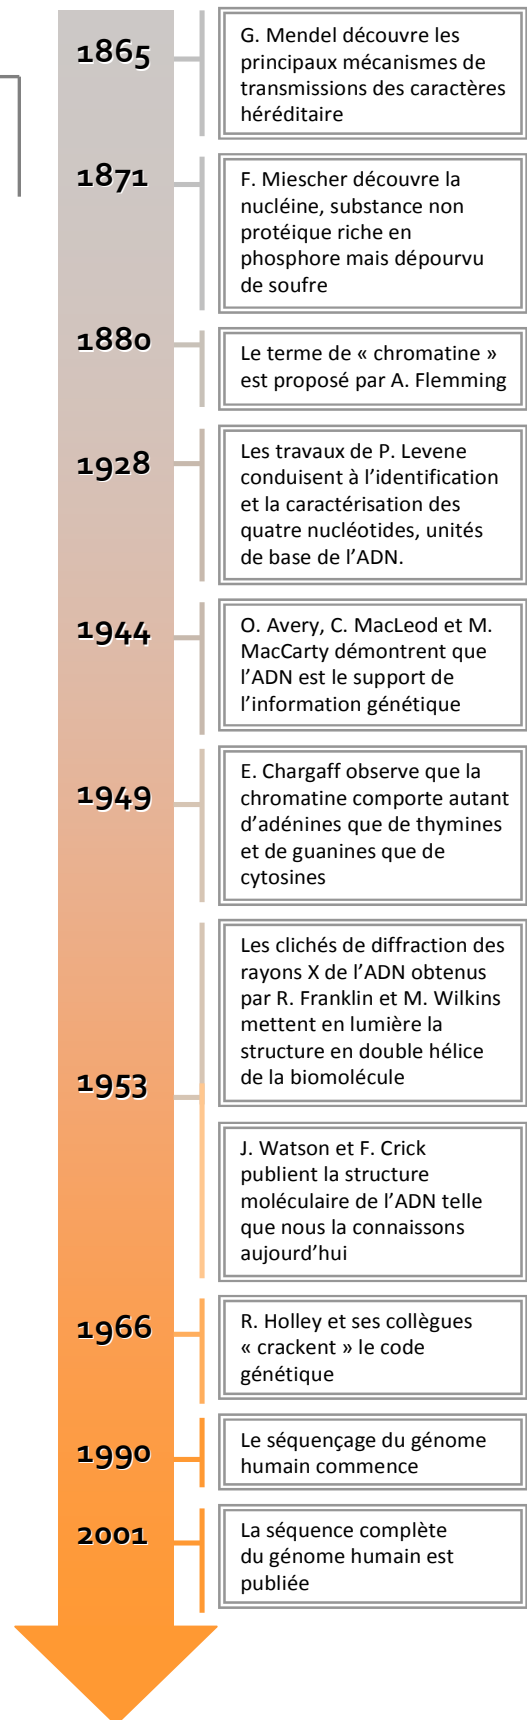 1865
G. Mendel découvre les
principaux mécanismes de
transmissions des caractères
héréditaire
1871
F. Miescher découvre la
nucléine, substance non
protéique riche en
phosphore mais dépourvu
de soufre
1880
Le terme de « chromatine »
est proposé par A. Flemming
1928
Les travaux de P. Levene
conduisent à l'identification
et la caractérisation des
quatre nucléotides, unités
de base de l'ADN.
1944
O. Avery, C. MacLeod et M.
MacCarty démontrent que
l'ADN est le support de
l'information génétique
1949
E. Chargaff observe que la
chromatine comporte autant
d'adénines que de thymines
et de guanines que de
cytosines
1953
Les clichés de diffraction des
rayons X de l'ADN obtenus
par R. Franklin et M. Wilkins
mettent en lumière la
structure en double hélice
de la biomolécule
J. Watson et F. Crick
publient la structure
moléculaire de l'ADN telle
que nous la connaissons
aujourd'hui
1966
R. Holley et ses collègues
« crackent » le code
génétique
1990
Le séquençage du génome
humain commence
2001
La séquence complète
du génome humain est
publiée